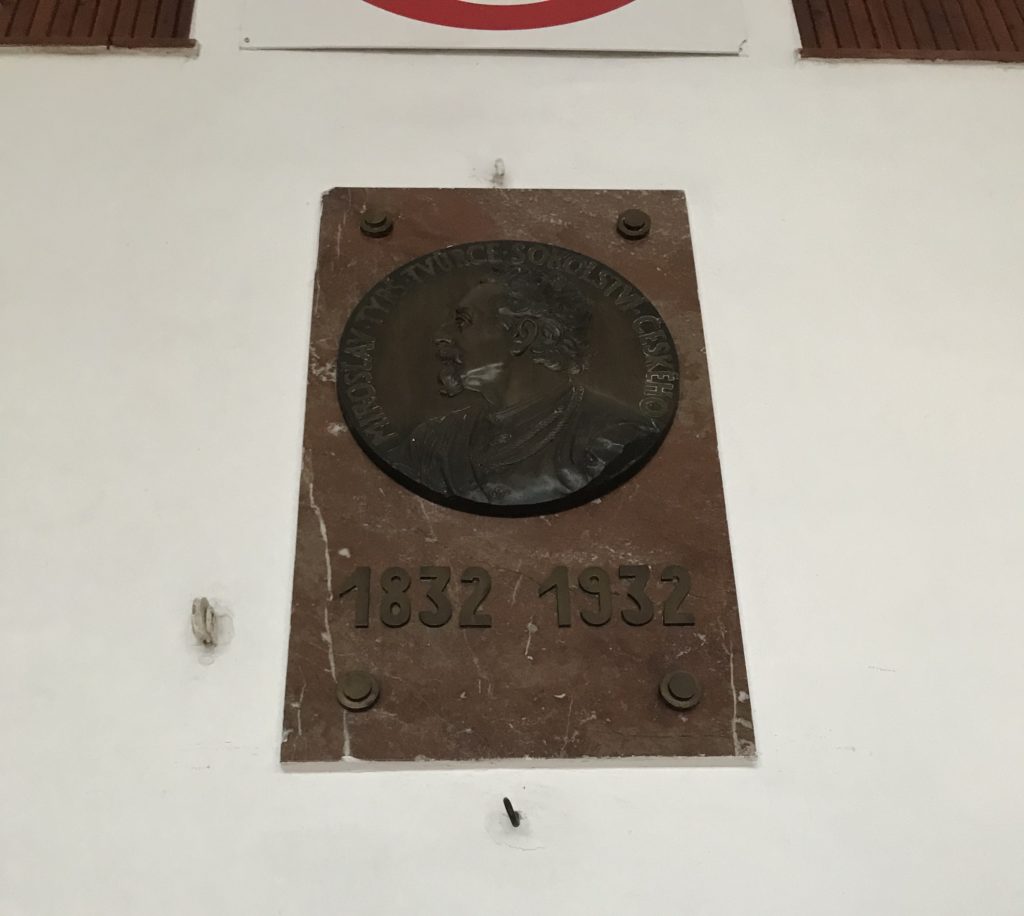 MIROSLAV · TYRŠ · TVŮRCE · SOKOLSTVÍ · ČESKÉHO
1832 1932